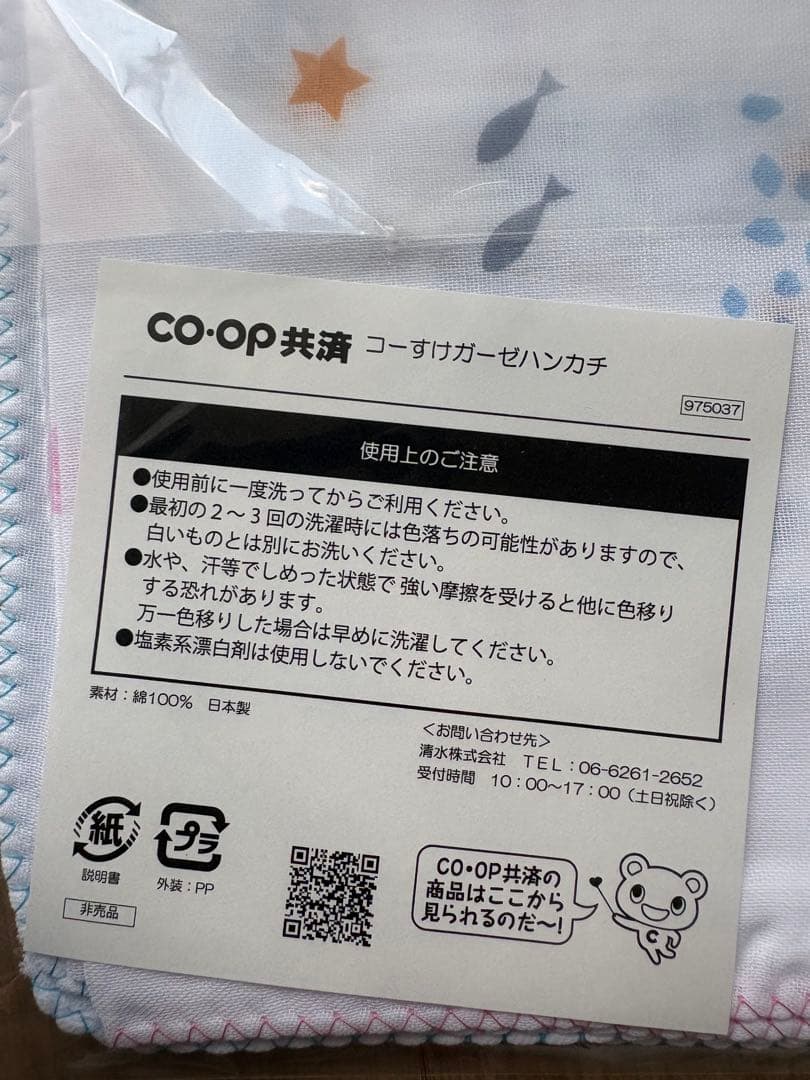 CO・OP共済 コーすけガーゼハンカチ
975037
使用上のご注意
●使用前に一度洗ってからご利用ください。
●最初の2～3回の洗濯時には色落ちの可能性がありますので、
白いものとは別にお洗いください。
●水や、汗等でしめった状態で 強い摩擦を受けると他に色移り
する恐れがあります。
万一色移りした場合は早めに洗濯してください。
●塩素系漂白剤は使用しないでください。
素材：綿100% 日本製
＜お問い合わせ先＞
清水株式会社 TEL：06-6261-2652
受付時間 10：00～17：00（土日祝除く）
紙
説明書
プラ
外装：PP
非売品
CO・OP共済の
商品はここから
見られるのだ～!
C